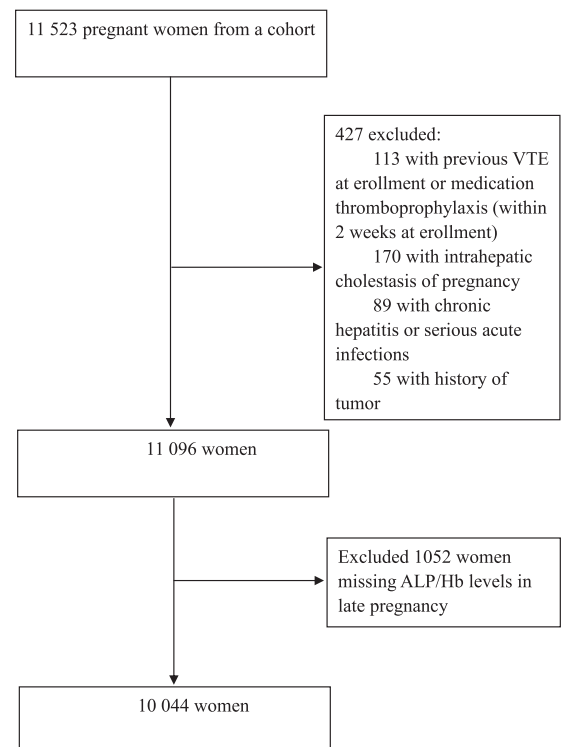 11 523 pregnant women from a cohort
427 excluded:
113 with previous VTE
at erollment or medication
thromboprophylaxis (within
2 weeks at erollment)
170 with intrahepatic
cholestasis of pregnancy
89 with chronic
hepatitis or serious acute
infections
55 with history of
tumor
11 096 women
Excluded 1052 women
missing ALP/Hb levels in
late pregnancy
10 044 women